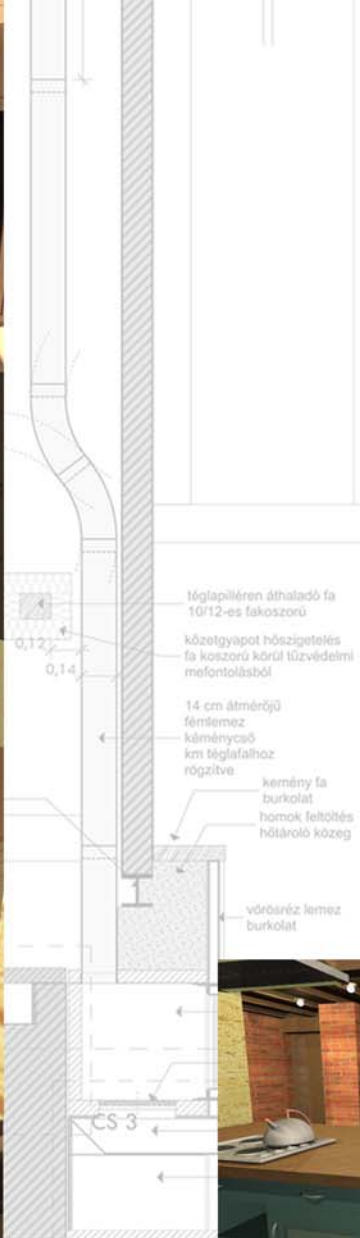 téglapilléren áthaladó fa
10/12-es fakoszorú
kőzetgyapot hőszigetelés
fa koszorú körül tűzvédelmi
mefontolásból
0,12
0,14
14 cm átmérőjű
fémlemez
kéménycső
km téglafalhoz
rögzítve
kemény fa
burkolat
homok feltöltés
hőtároló közeg
vörösréz lemez
burkolat
CS 3